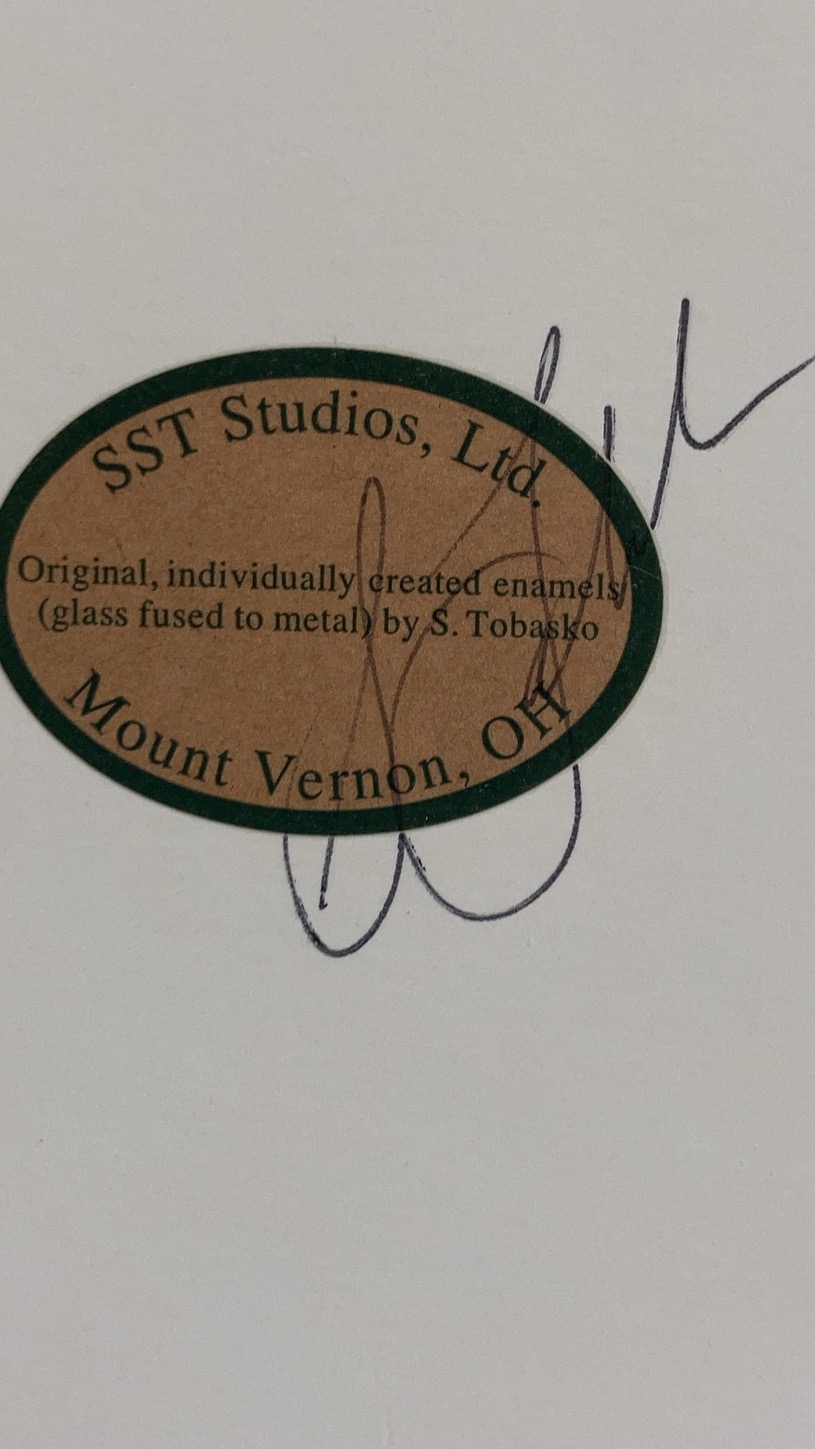 SST Studios, Ltd.
Original, individually created enamels
(glass fused to metal) by S. Tobasko
Mount Vernon, OH